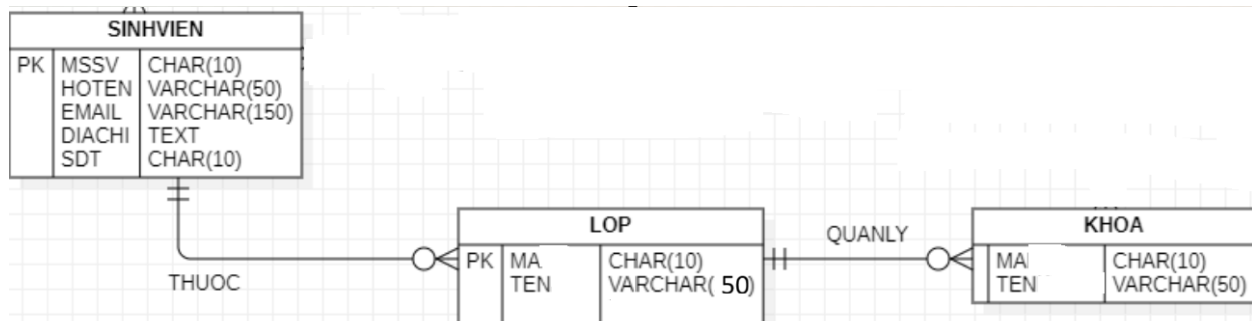 SINHVIEN
PK MSSV CHAR(10)
HOTEN VARCHAR(50)
EMAIL VARCHAR(150)
DIACHI TEXT
SDT CHAR(10)
THUOC
LOP
PK MA CHAR(10)
TEN VARCHAR( 50)
QUANLY
KHOA
MA CHAR(10)
TEN VARCHAR(50)